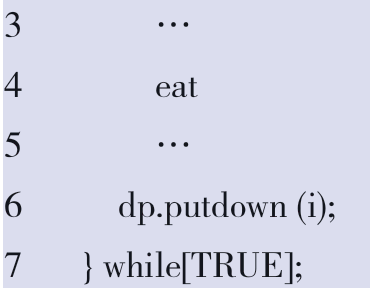 3 ...
4 eat
5 ...
6 dp.putdown (i);
7 } while[TRUE];